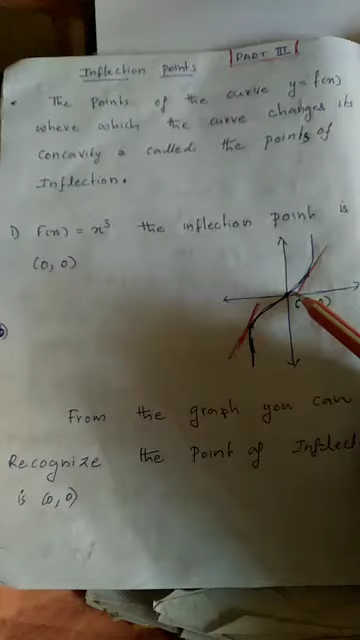 PART III
Inflection points
* The points of the curve y = f(x)
where which the curve changes its
concavity is called the points of
Inflection.
1) F(x) = x³ the inflection point is
(0, 0)
From the graph you can
Recognize the point of Inflect
is (0, 0)